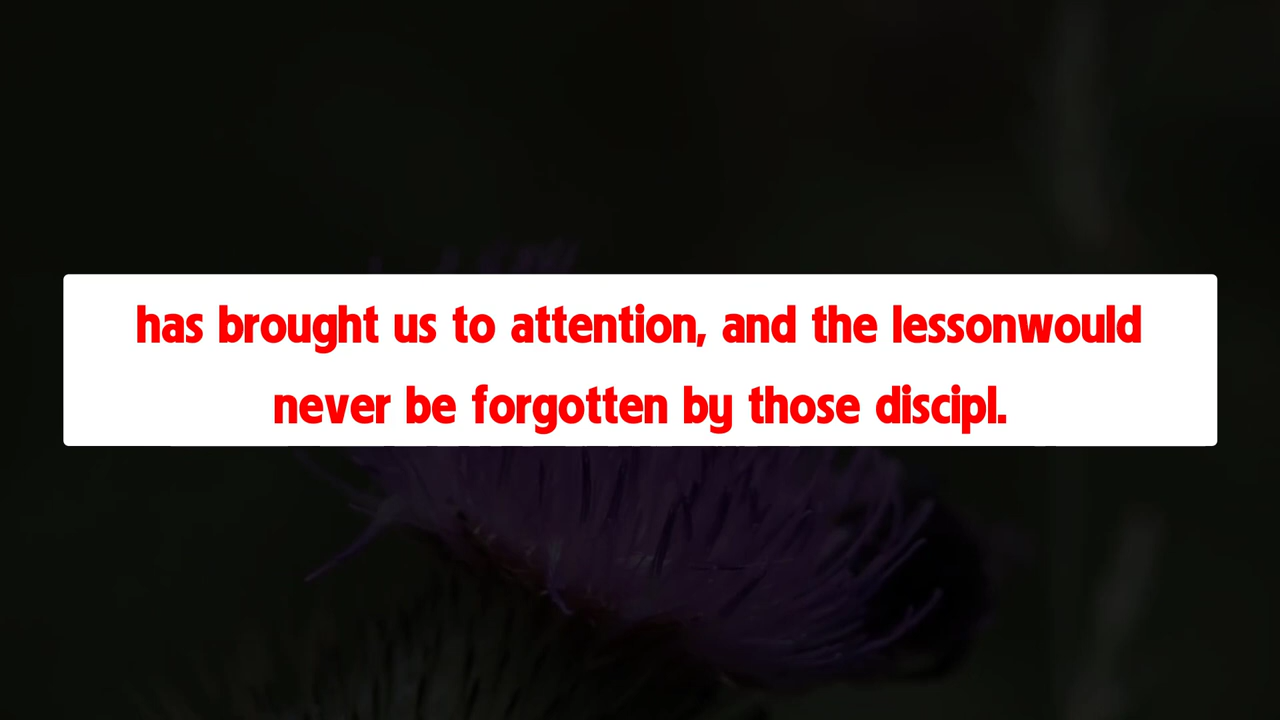 has brought us to attention, and the lessonwould
never be forgotten by those discipl.